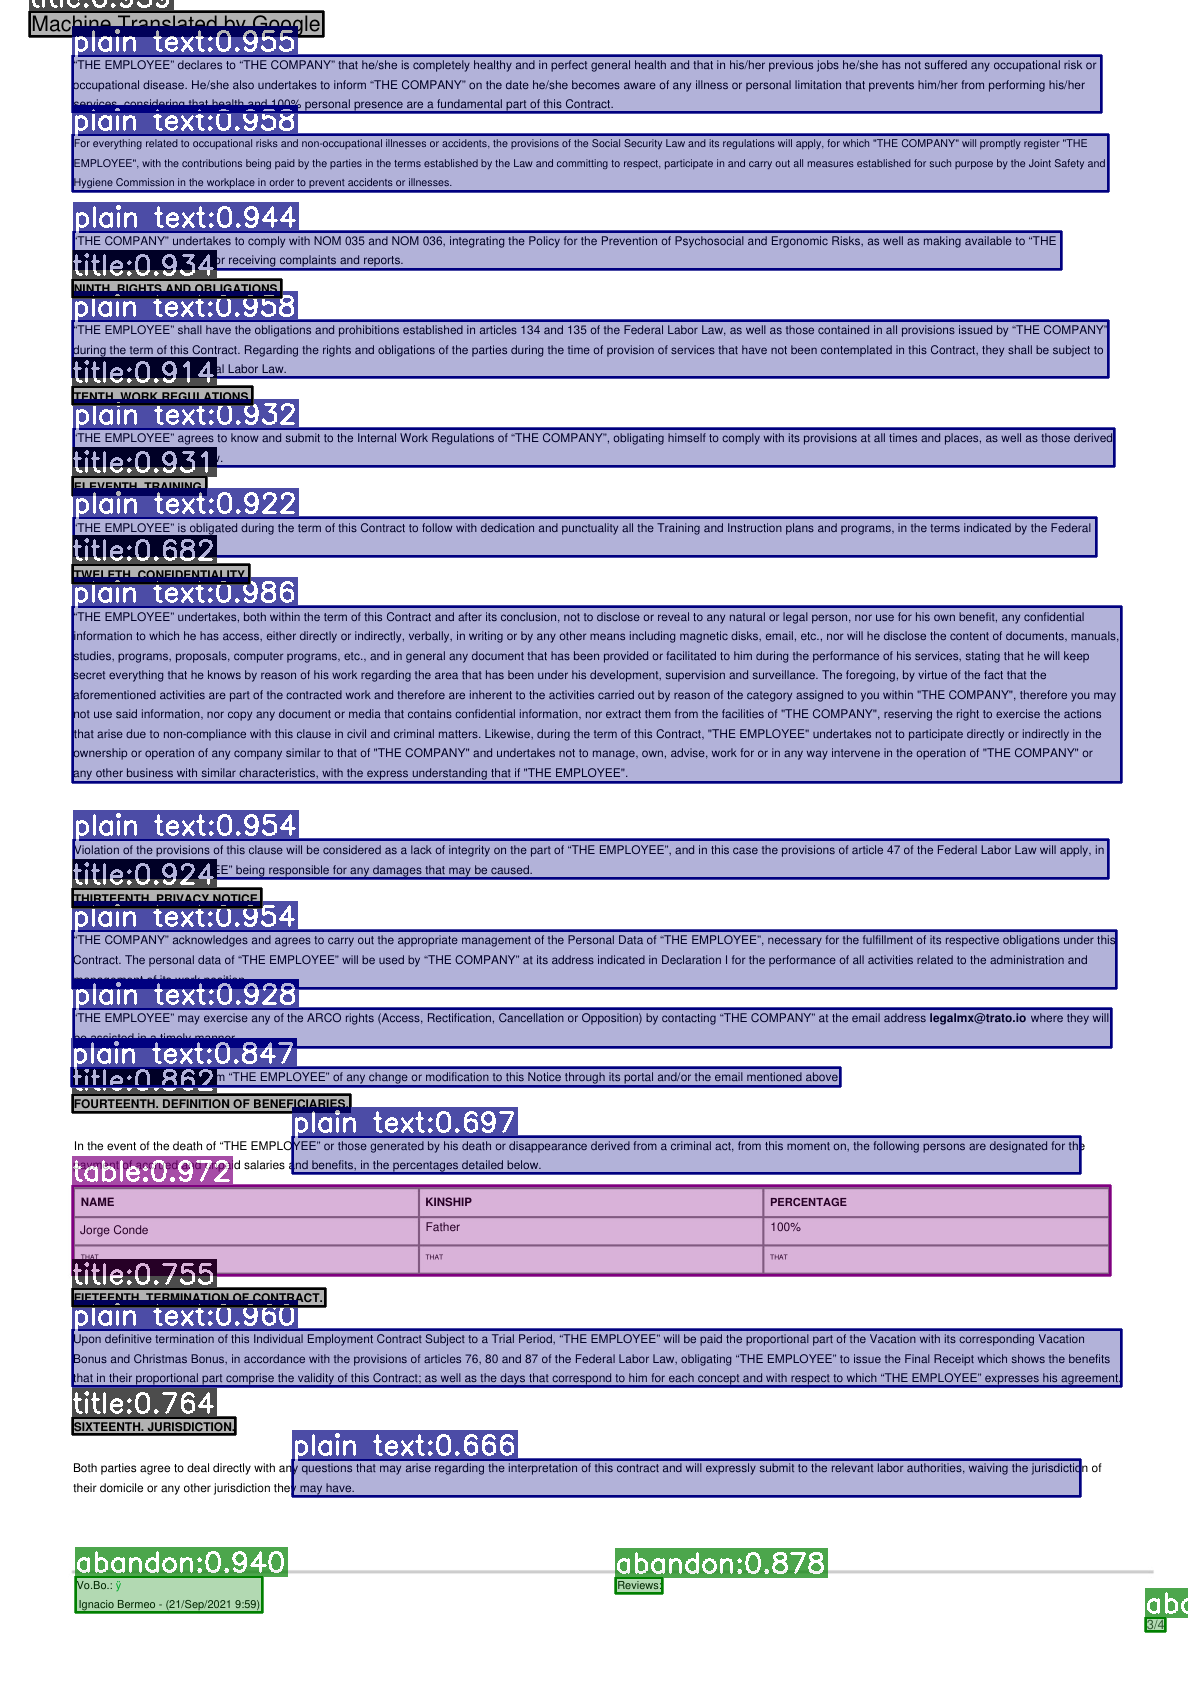 title:0.939
Machine Translated by Google
plain text:0.955
“THE EMPLOYEE” declares to “THE COMPANY” that he/she is completely healthy and in perfect general health and that in his/her previous jobs he/she has not suffered any occupational risk or
occupational disease. He/she also undertakes to inform “THE COMPANY” on the date he/she becomes aware of any illness or personal limitation that prevents him/her from performing his/her
services, considering that health and 100% personal presence are a fundamental part of this Contract.
plain text:0.958
For everything related to occupational risks and non-occupational illnesses or accidents, the provisions of the Social Security Law and its regulations will apply, for which "THE COMPANY" will promptly register "THE
EMPLOYEE", with the contributions being paid by the parties in the terms established by the Law and committing to respect, participate in and carry out all measures established for such purpose by the Joint Safety and
Hygiene Commission in the workplace in order to prevent accidents or illnesses.
plain text:0.944
“THE COMPANY” undertakes to comply with NOM 035 and NOM 036, integrating the Policy for the Prevention of Psychosocial and Ergonomic Risks, as well as making available to “THE
title:0.934
receiving complaints and reports.
NINTH. RIGHTS AND OBLIGATIONS
plain text:0.958
“THE EMPLOYEE” shall have the obligations and prohibitions established in articles 134 and 135 of the Federal Labor Law, as well as those contained in all provisions issued by “THE COMPANY”
during the term of this Contract. Regarding the rights and obligations of the parties during the time of provision of services that have not been contemplated in this Contract, they shall be subject to
title:0.914
al Labor Law.
TENTH. WORK REGULATIONS
plain text:0.932
“THE EMPLOYEE” agrees to know and submit to the Internal Work Regulations of “THE COMPANY”, obligating himself to comply with its provisions at all times and places, as well as those derived
title:0.931
ELEVENTH. TRAINING
plain text:0.922
“THE EMPLOYEE” is obligated during the term of this Contract to follow with dedication and punctuality all the Training and Instruction plans and programs, in the terms indicated by the Federal
title:0.682
TWELFTH. CONFIDENTIALITY
plain text:0.986
“THE EMPLOYEE” undertakes, both within the term of this Contract and after its conclusion, not to disclose or reveal to any natural or legal person, nor use for his own benefit, any confidential
information to which he has access, either directly or indirectly, verbally, in writing or by any other means including magnetic disks, email, etc., nor will he disclose the content of documents, manuals,
studies, programs, proposals, computer programs, etc., and in general any document that has been provided or facilitated to him during the performance of his services, stating that he will keep
secret everything that he knows by reason of his work regarding the area that has been under his development, supervision and surveillance. The foregoing, by virtue of the fact that the
aforementioned activities are part of the contracted work and therefore are inherent to the activities carried out by reason of the category assigned to you within "THE COMPANY", therefore you may
not use said information, nor copy any document or media that contains confidential information, nor extract them from the facilities of "THE COMPANY", reserving the right to exercise the actions
that arise due to non-compliance with this clause in civil and criminal matters. Likewise, during the term of this Contract, "THE EMPLOYEE" undertakes not to participate directly or indirectly in the
ownership or operation of any company similar to that of "THE COMPANY" and undertakes not to manage, own, advise, work for or in any way intervene in the operation of "THE COMPANY" or
any other business with similar characteristics, with the express understanding that if "THE EMPLOYEE".
plain text:0.954
Violation of the provisions of this clause will be considered as a lack of integrity on the part of “THE EMPLOYEE”, and in this case the provisions of article 47 of the Federal Labor Law will apply, in
title:0.924
EE” being responsible for any damages that may be caused.
THIRTEENTH. PRIVACY NOTICE
plain text:0.954
“THE COMPANY” acknowledges and agrees to carry out the appropriate management of the Personal Data of “THE EMPLOYEE”, necessary for the fulfillment of its respective obligations under this
Contract. The personal data of “THE EMPLOYEE” will be used by “THE COMPANY” at its address indicated in Declaration I for the performance of all activities related to the administration and
management of its work position.
plain text:0.928
“THE EMPLOYEE” may exercise any of the ARCO rights (Access, Rectification, Cancellation or Opposition) by contacting “THE COMPANY” at the email address legalmx@trato.io where they will
be assisted in a timely manner.
plain text:0.847
title:0.862
“THE EMPLOYEE” of any change or modification to this Notice through its portal and/or the email mentioned above
FOURTEENTH. DEFINITION OF BENEFICIARIES.
plain text:0.697
In the event of the death of “THE EMPLOYEE” or those generated by his death or disappearance derived from a criminal act, from this moment on, the following persons are designated for the
salaries and benefits, in the percentages detailed below.
table:0.972
NAME KINSHIP PERCENTAGE
Jorge Conde Father 100%
THAT THAT THAT
title:0.755
FIFTEENTH. TERMINATION OF CONTRACT.
plain text:0.960
Upon definitive termination of this Individual Employment Contract Subject to a Trial Period, “THE EMPLOYEE” will be paid the proportional part of the Vacation with its corresponding Vacation
Bonus and Christmas Bonus, in accordance with the provisions of articles 76, 80 and 87 of the Federal Labor Law, obligating “THE EMPLOYEE” to issue the Final Receipt which shows the benefits
that in their proportional part comprise the validity of this Contract; as well as the days that correspond to him for each concept and with respect to which “THE EMPLOYEE” expresses his agreement
title:0.764
SIXTEENTH. JURISDICTION.
plain text:0.666
Both parties agree to deal directly with any questions that may arise regarding the interpretation of this contract and will expressly submit to the relevant labor authorities, waiving the jurisdiction of
their domicile or any other jurisdiction they may have.
abandon:0.940
abandon:0.878
Vo.Bo.: ÿ
Reviews:
Ignacio Bermeo - (21/Sep/2021 9:59)
abo
3/4